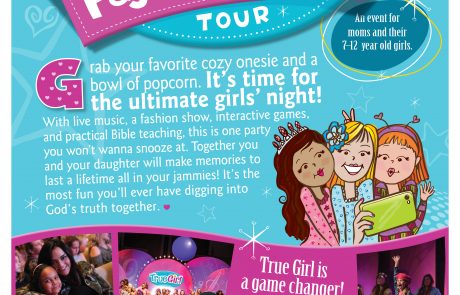 TOUR
An event for
moms and their
7-12 year old girls.
Grab your favorite cozy onesie and a
bowl of popcorn. It's time for
the ultimate girls' night!
With live music, a fashion show, interactive games,
and practical Bible teaching, this is one party
you won't wanna snooze at. Together you
and your daughter will make memories to
last a lifetime all in your jammies! It's the
most fun you'll ever have digging into
God's truth together.
True Girl
True Girl is
a game changer!